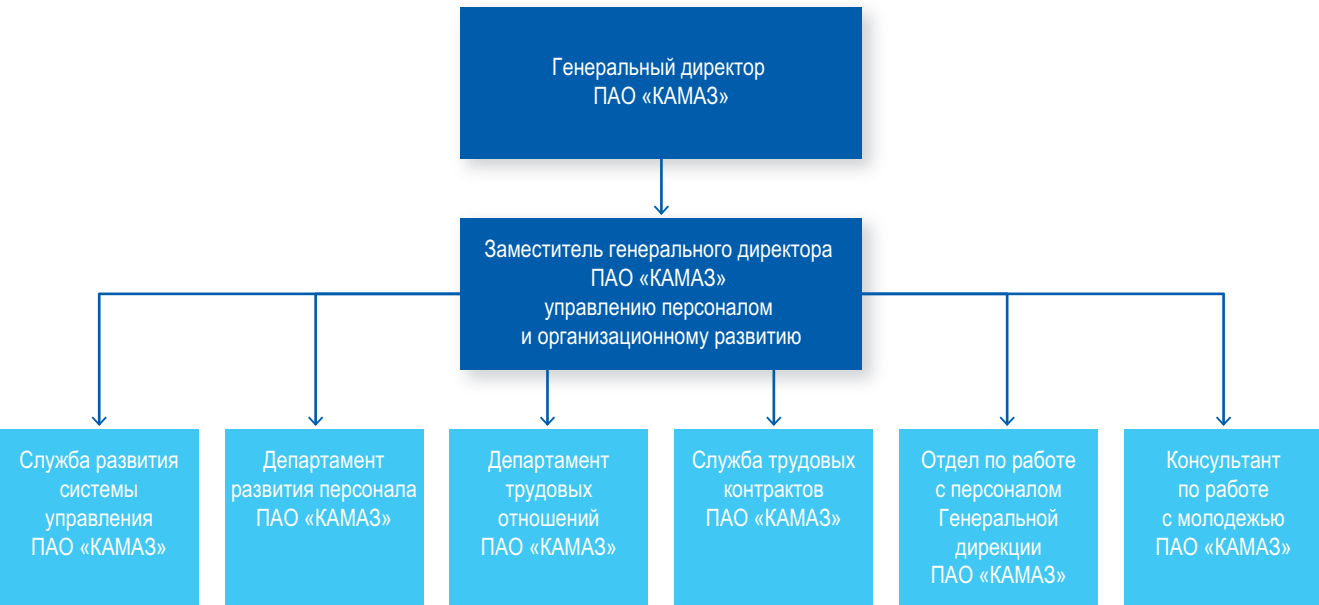 Генеральный директор
ПАО «КАМАЗ»
Заместитель генерального директора
ПАО «КАМАЗ»
управлению персоналом
и организационному развитию
Служба развития
системы
управления
ПАО «КАМАЗ»
Департамент
развития персонала
ПАО «КАМАЗ»
Департамент
трудовых
отношений
ПАО «КАМАЗ»
Служба трудовых
контрактов
ПАО «КАМАЗ»
Отдел по работе
с персоналом
Генеральной
дирекции
ПАО «КАМАЗ»
Консультант
по работе
с молодежью
ПАО «КАМАЗ»